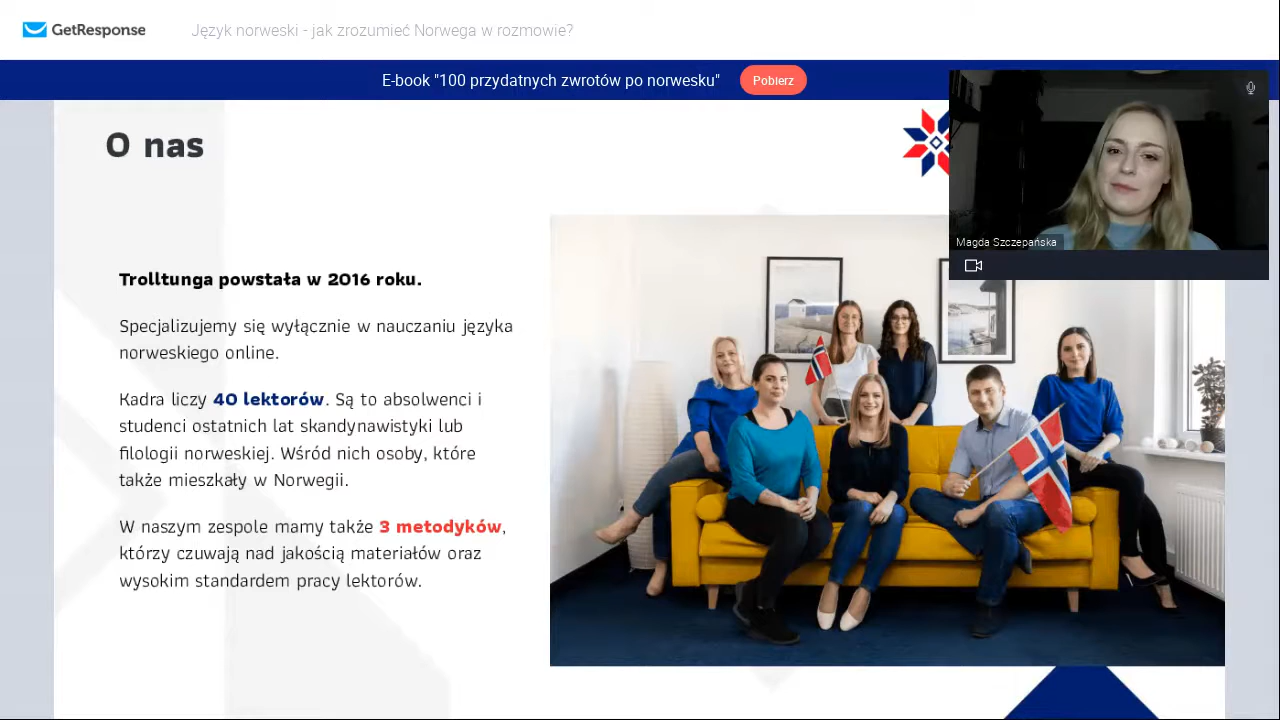 GetResponse
Język norweski - jak zrozumieć Norwega w rozmowie?
E-book "100 przydatnych zwrotów po norwesku"
Pobierz
Magda Szczepańska
O nas
Trolltunga powstała w 2016 roku.
Specjalizujemy się wyłącznie w nauczaniu języka
norweskiego online.
Kadra liczy 40 lektorów. Są to absolwenci i
studenci ostatnich lat skandynawistyki lub
filologii norweskiej. Wśród nich osoby, które
także mieszkały w Norwegii.
W naszym zespole mamy także 3 metodyków,
którzy czuwają nad jakością materiałów oraz
wysokim standardem pracy lektorów.